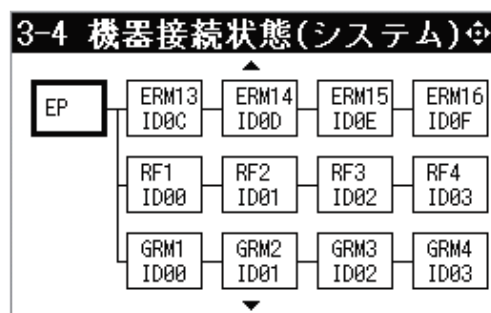 3-4 機器接続状態(システム)
EP
ERM13 ERM14 ERM15 ERM16
ID0C ID0D ID0E ID0F
RF1 RF2 RF3 RF4
ID00 ID01 ID02 ID03
GRM1 GRM2 GRM3 GRM4
ID00 ID01 ID02 ID03